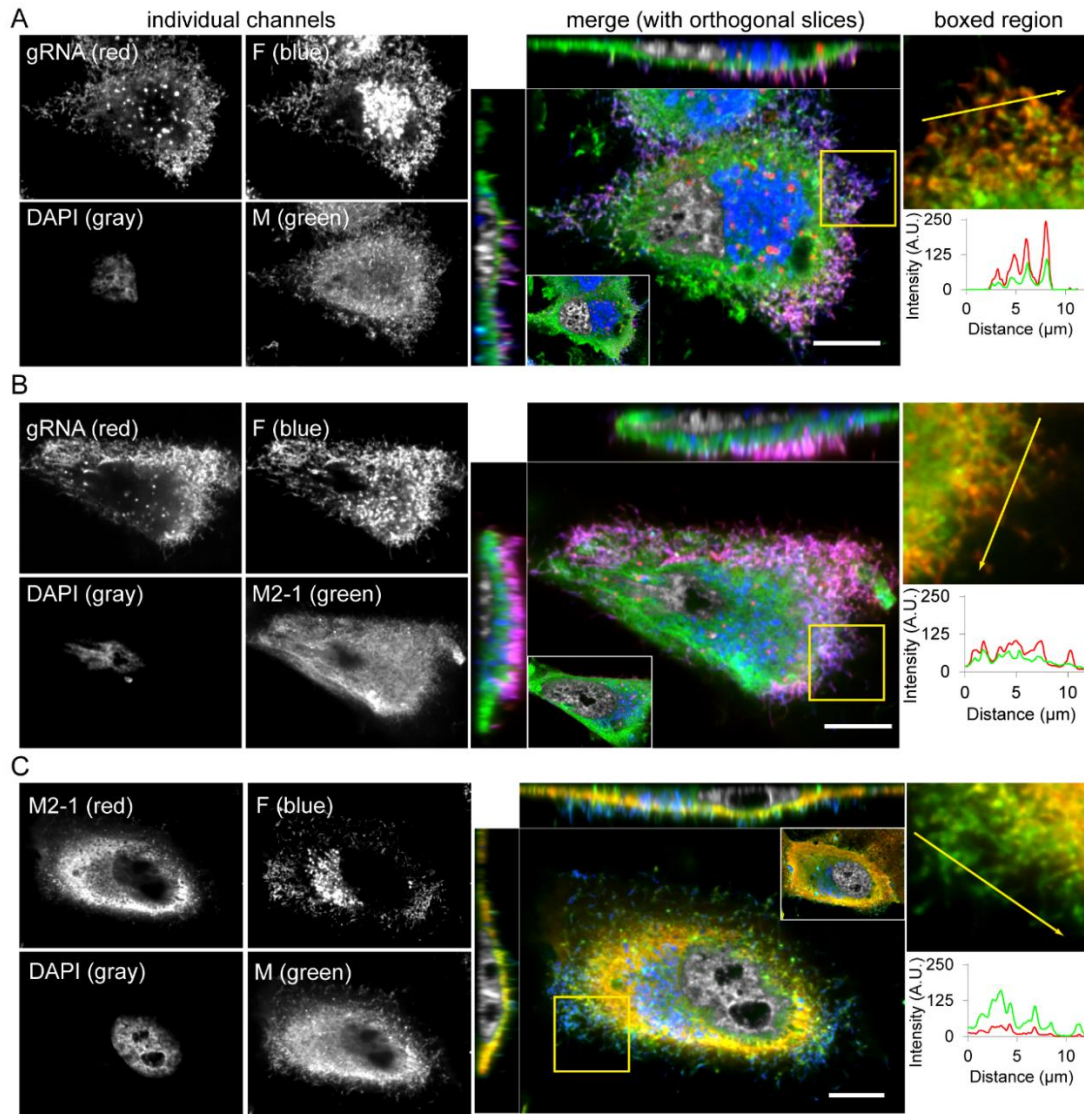 A
individual channels
merge (with orthogonal slices)
boxed region
gRNA (red)
F (blue)
DAPI (gray)
M (green)
Intensity (A.U.)
250
125
0
0
5
10
Distance (µm)
B
gRNA (red)
F (blue)
DAPI (gray)
M2-1 (green)
Intensity (A.U.)
250
125
0
0
5
10
Distance (µm)
C
M2-1 (red)
F (blue)
DAPI (gray)
M (green)
Intensity (A.U.)
250
125
0
0
5
10
Distance (µm)